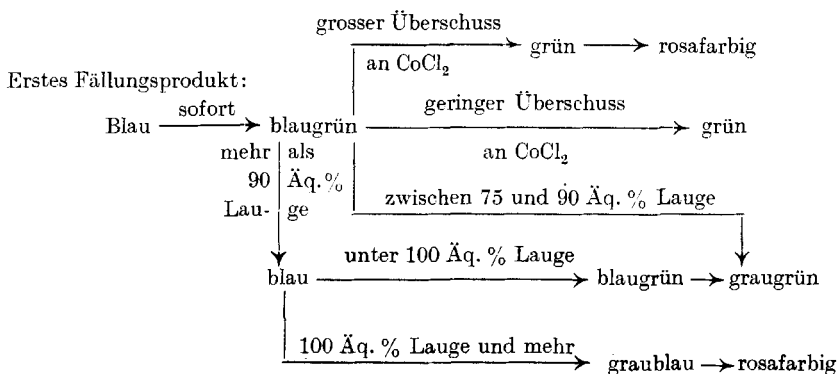 grosser Überschuss
an CoCl₂
grün
rosafarbig
Erstes Fällungsprodukt:
Blau
sofort
blaugrün
geringer Überschuss
an CoCl₂
grün
mehr als
90 Äq.%
Lau- ge
zwischen 75 und 90 Äq. % Lauge
blau
unter 100 Äq. % Lauge
blaugrün
graugrün
100 Äq. % Lauge und mehr
graublau
rosafarbig